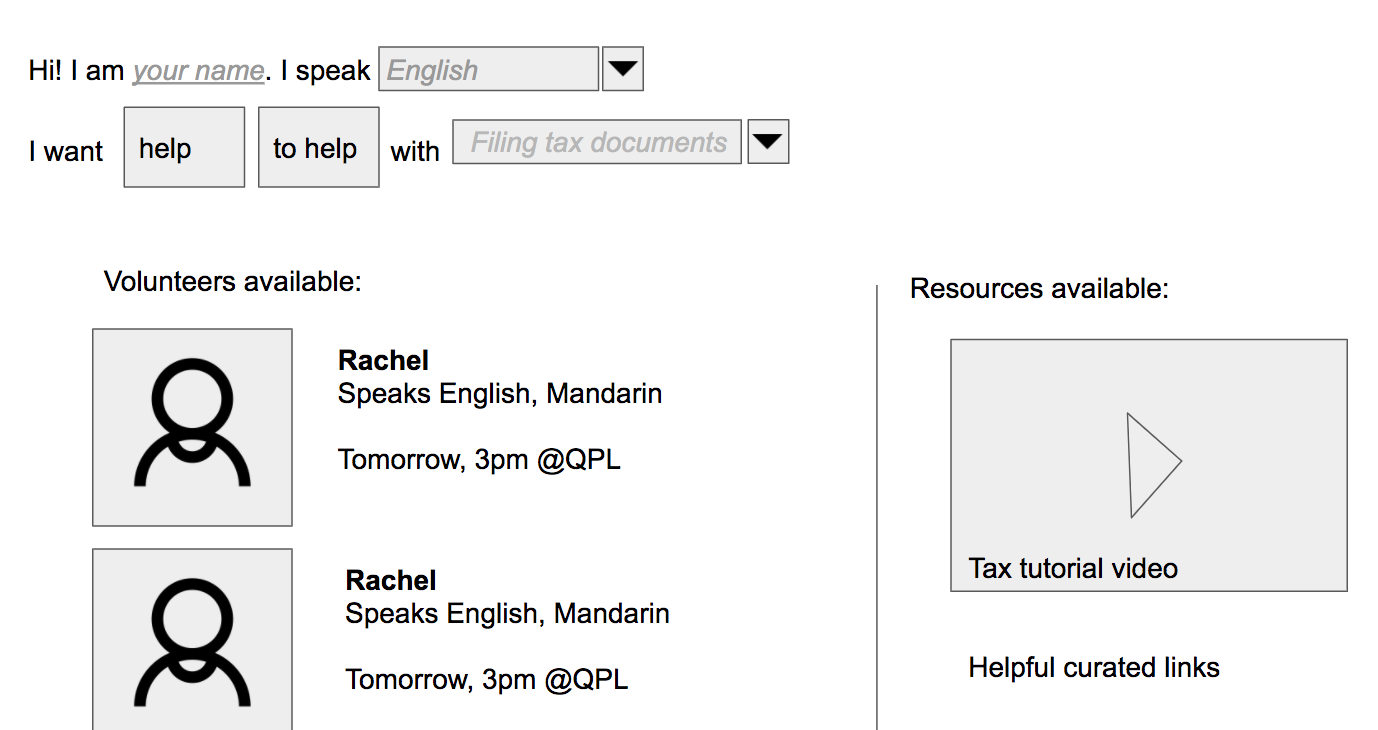 Hi! I am your name. I speak English
I want help to help with Filing tax documents
Volunteers available:
Rachel
Speaks English, Mandarin
Tomorrow, 3pm @QPL
Rachel
Speaks English, Mandarin
Tomorrow, 3pm @QPL
Resources available:
Tax tutorial video
Helpful curated links